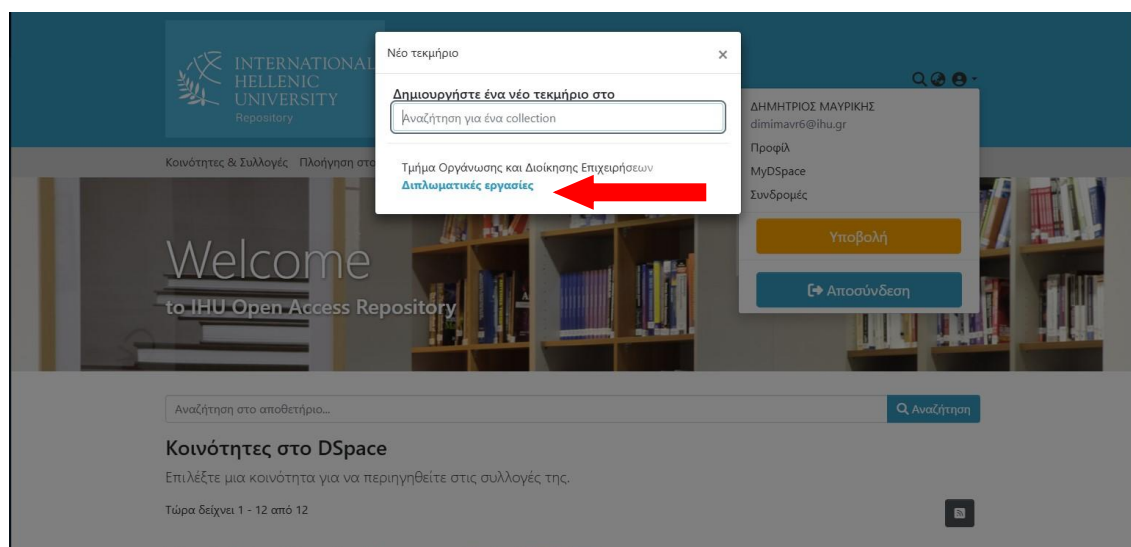 INTERNATIONAL
HELLENIC
UNIVERSITY
Repository
Νέο τεκμήριο ×
Δημιουργήστε ένα νέο τεκμήριο στο
Αναζήτηση για ένα collection
Τμήμα Οργάνωσης και Διοίκησης Επιχειρήσεων
Διπλωματικές εργασίες
ΔΗΜΗΤΡΙΟΣ ΜΑΥΡΙΚΗΣ
dimimavr6@ihu.gr
Προφίλ
MyDSpace
Συνδρομές
Υποβολή
Αποσύνδεση
Κοινότητες & Συλλογές Πλοήγηση στο
Welcome
to IHU Open Access Repository
Αναζήτηση στο αποθετήριο...
Αναζήτηση
Κοινότητες στο DSpace
Επιλέξτε μια κοινότητα για να περιηγηθείτε στις συλλογές της.
Τώρα δείχνει 1 - 12 από 12